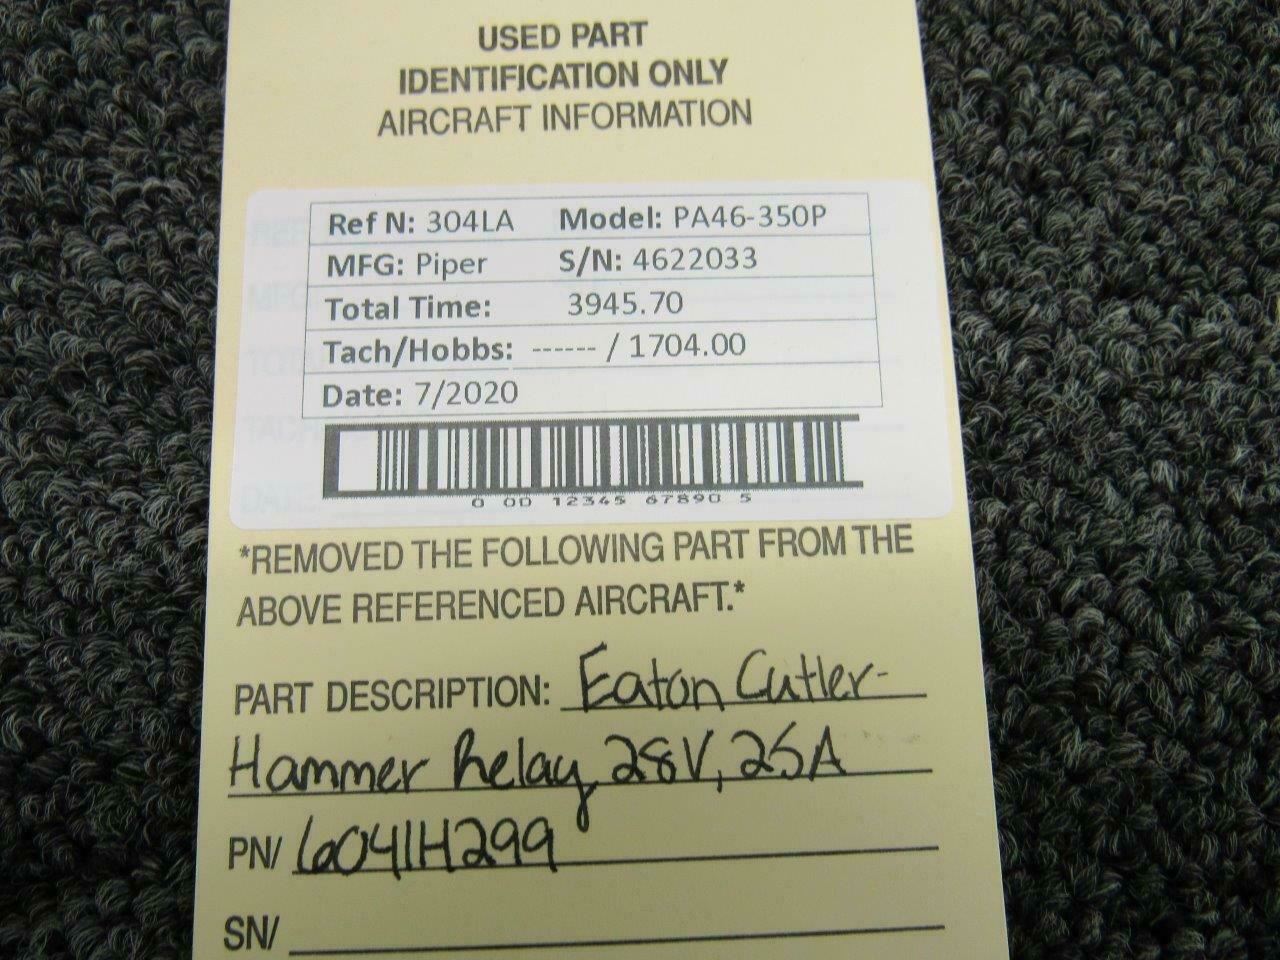 USED PART
IDENTIFICATION ONLY
AIRCRAFT INFORMATION
Ref N: 304LA Model: PA46-350P
MFG: Piper S/N: 4622033
Total Time: 3945.70
Tach/Hobbs: ------ / 1704.00
Date: 7/2020
0 00 12345 67890 5
*REMOVED THE FOLLOWING PART FROM THE
ABOVE REFERENCED AIRCRAFT.*
PART DESCRIPTION: Eaton Cutler-
Hammer Relay, 28V, 25A
PN/ 6041H299
SN/